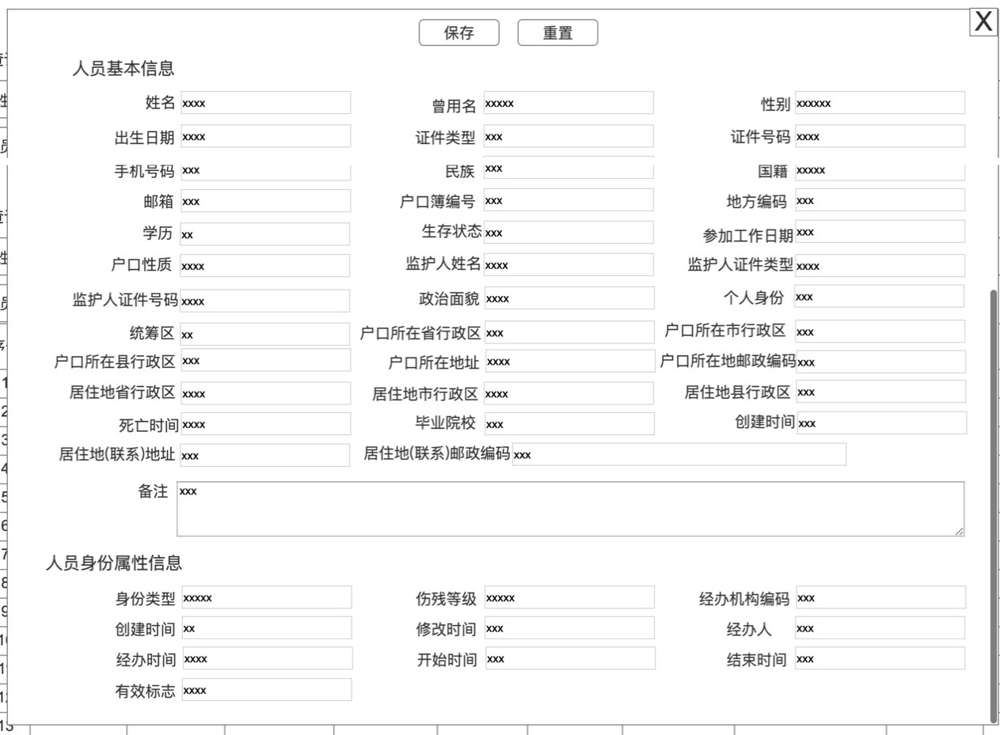 保存 重置 X
人员基本信息
姓名 xxxx 曾用名 xxxxx 性别 xxxxxx
出生日期 xxxx 证件类型 xxx 证件号码 xxxx
手机号码 xxx 民族 xxx 国籍 xxxxx
邮箱 xxx 户口簿编号 xxx 地方编码 xxx
学历 xx 生存状态 xxx 参加工作日期 xxx
户口性质 xxxx 监护人姓名 xxxx 监护人证件类型 xxxx
监护人证件号码 xxxx 政治面貌 xxxx 个人身份 xxx
统筹区 xx 户口所在省行政区 xxx 户口所在市行政区 xxx
户口所在县行政区 xxx 户口所在地址 xxxx 户口所在地邮政编码 xxx
居住地省行政区 xxxx 居住地市行政区 xxxx 居住地县行政区 xxx
死亡时间 xxxx 毕业院校 xxx 创建时间 xxx
居住地(联系)地址 xxx 居住地(联系)邮政编码 xxx
备注 xxx
人员身份属性信息
身份类型 xxxxx 伤残等级 xxxxx 经办机构编码 xxx
创建时间 xx 修改时间 xxx 经办人 xxx
经办时间 xxxx 开始时间 xxx 结束时间 xxx
有效标志 xxxx